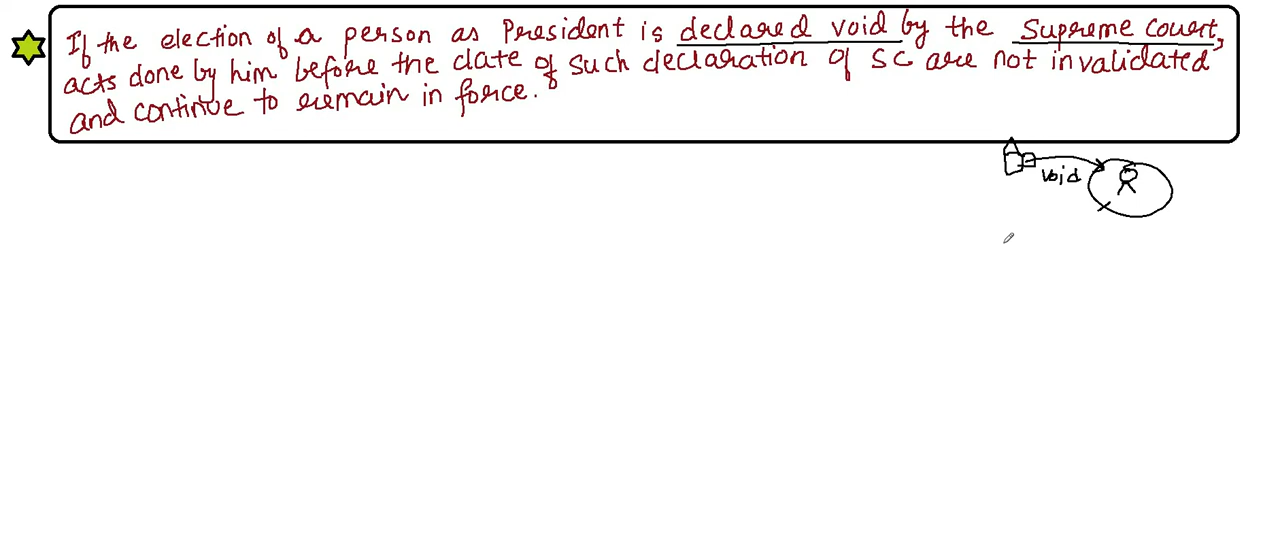 If the election of a person as President is declared void by the Supreme Court,
acts done by him before the date of such declaration of SC are not invalidated
and continue to remain in force.
void